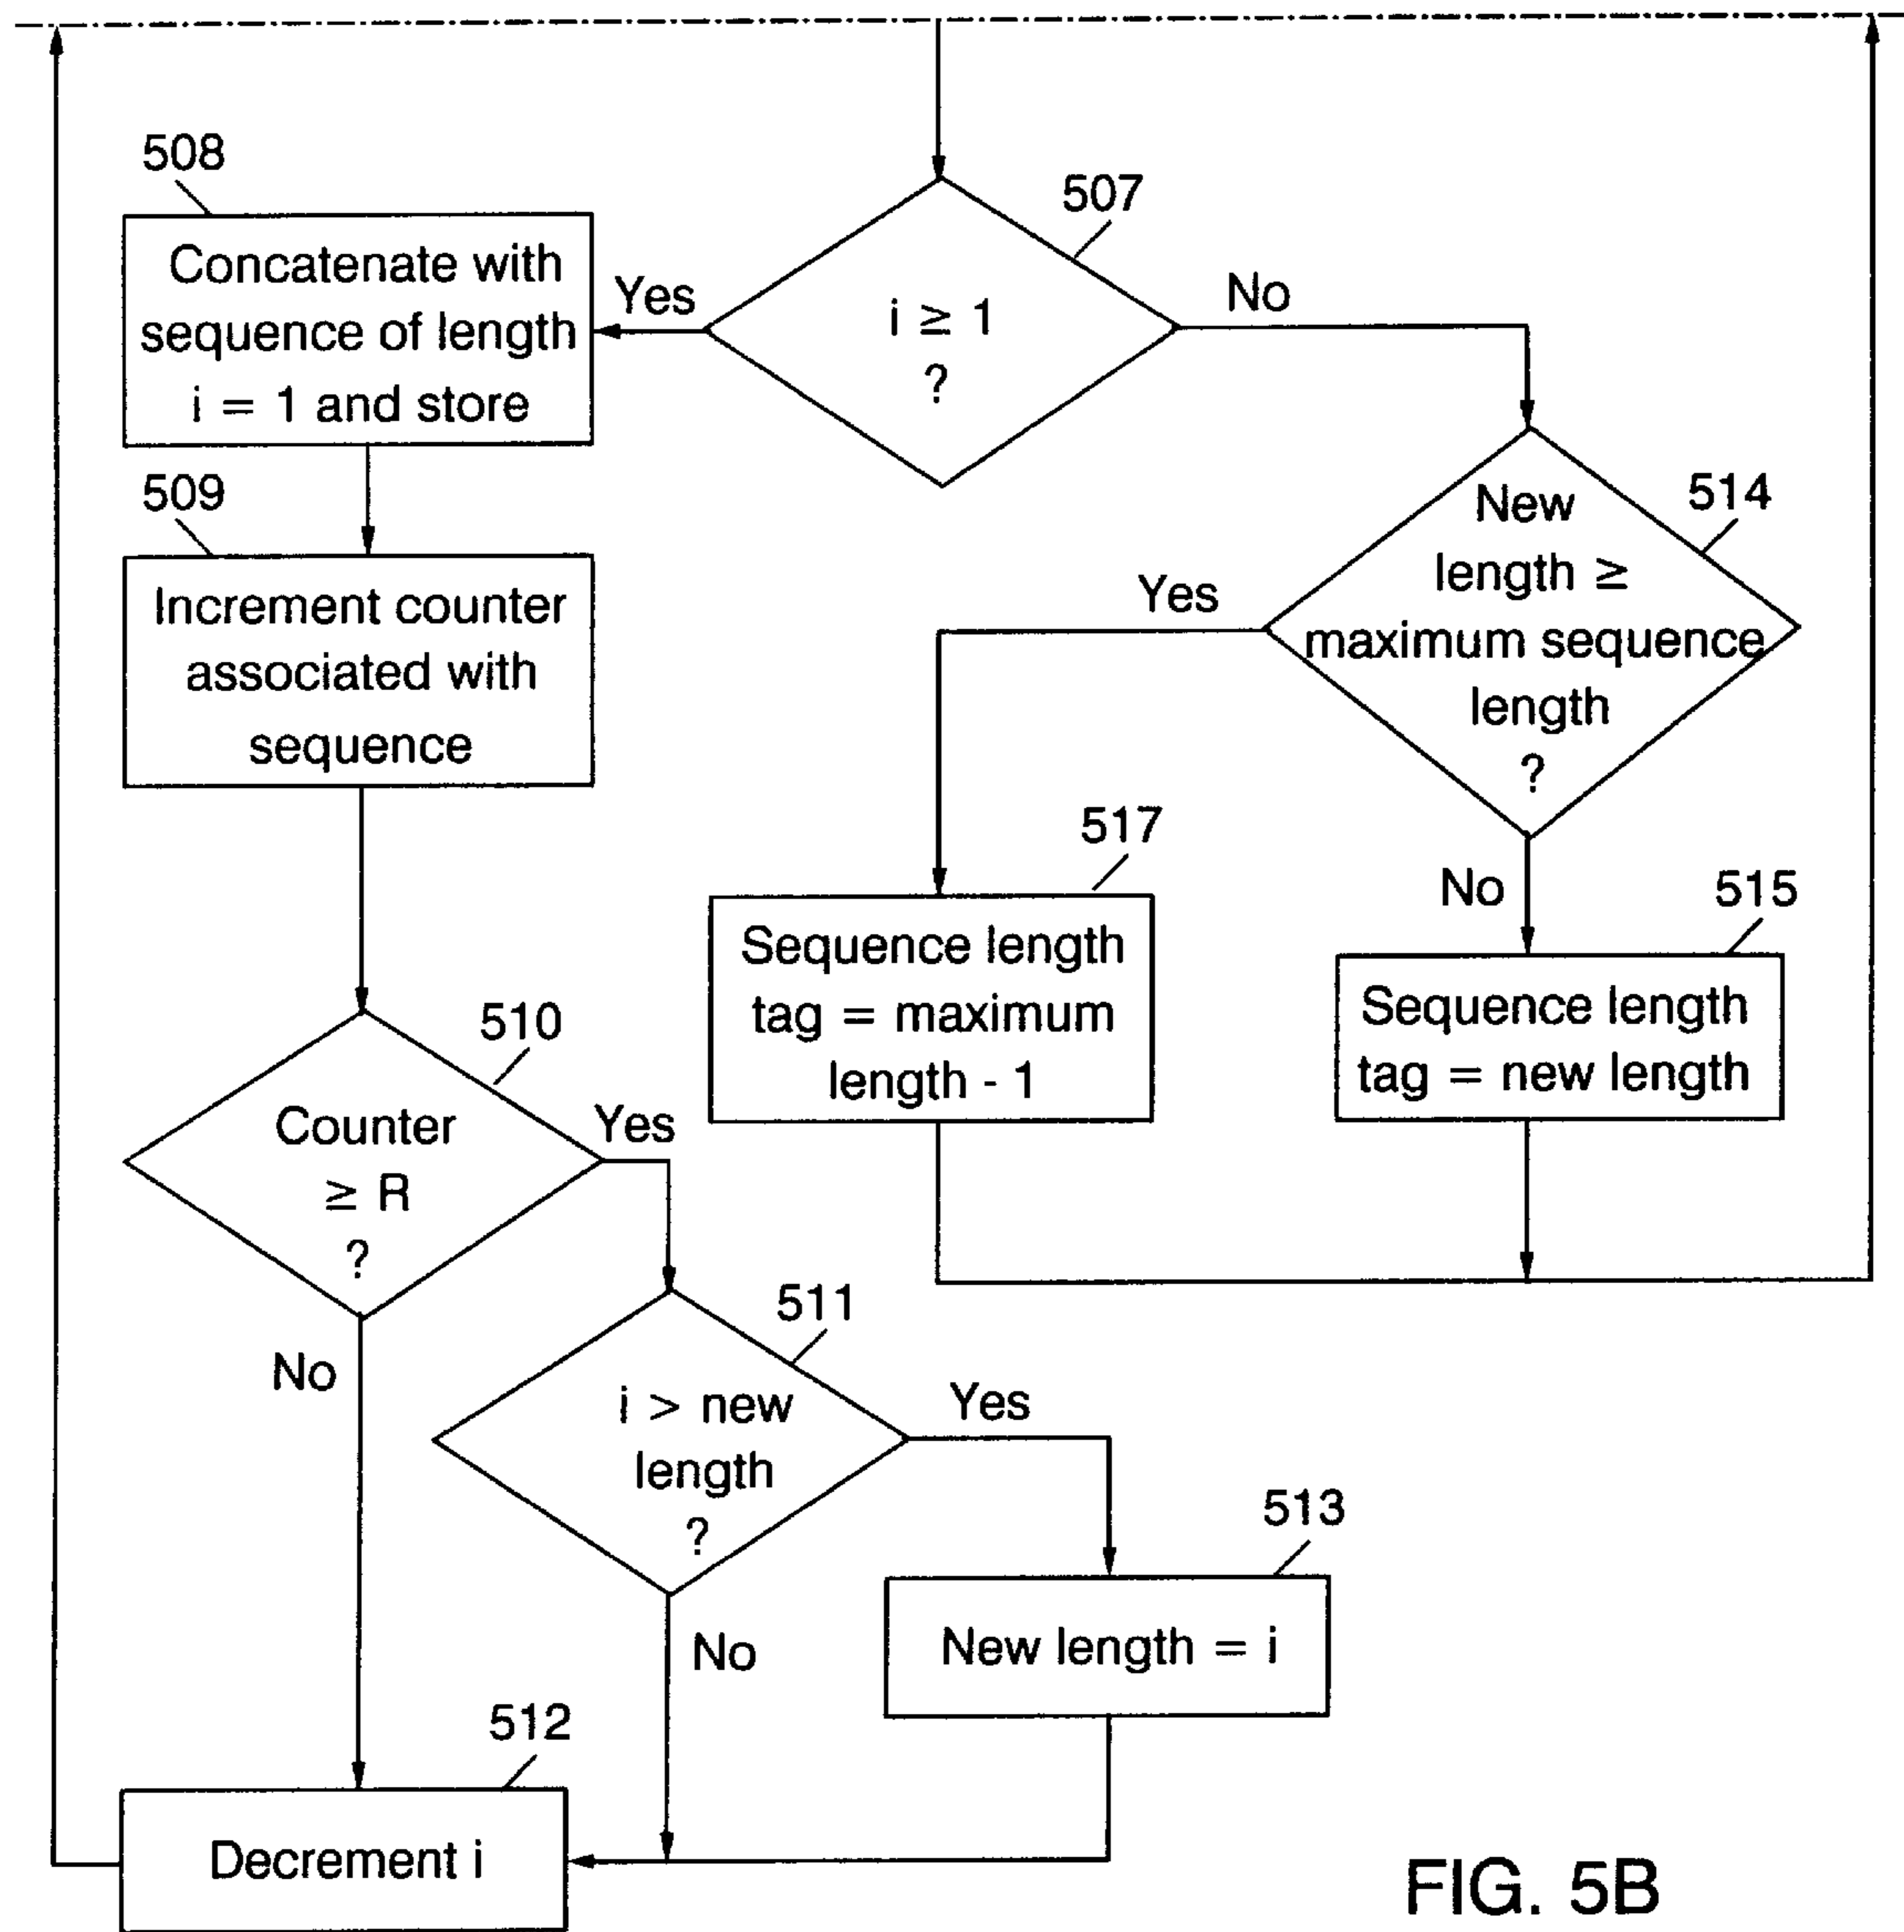 508
507
Concatenate with
sequence of length
i = 1 and store
Yes
i ≥ 1
?
No
509
Increment counter
associated with
sequence
514
New
length ≥
maximum sequence
length
?
Yes
No
517
Sequence length
tag = maximum
length - 1
515
Sequence length
tag = new length
510
Counter
≥ R
?
Yes
No
511
i > new
length
?
Yes
No
513
New length = i
512
Decrement i
FIG. 5B